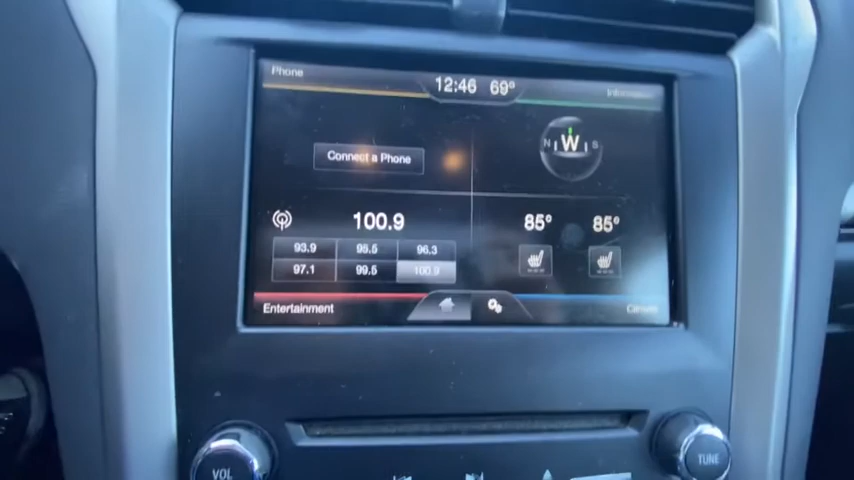 Phone
12:46 69°
Information
N W S
Connect a Phone
100.9
85° 85°
93.9 95.5 96.3
97.1 99.5 100.9
Entertainment
Climate
VOL
TUNE